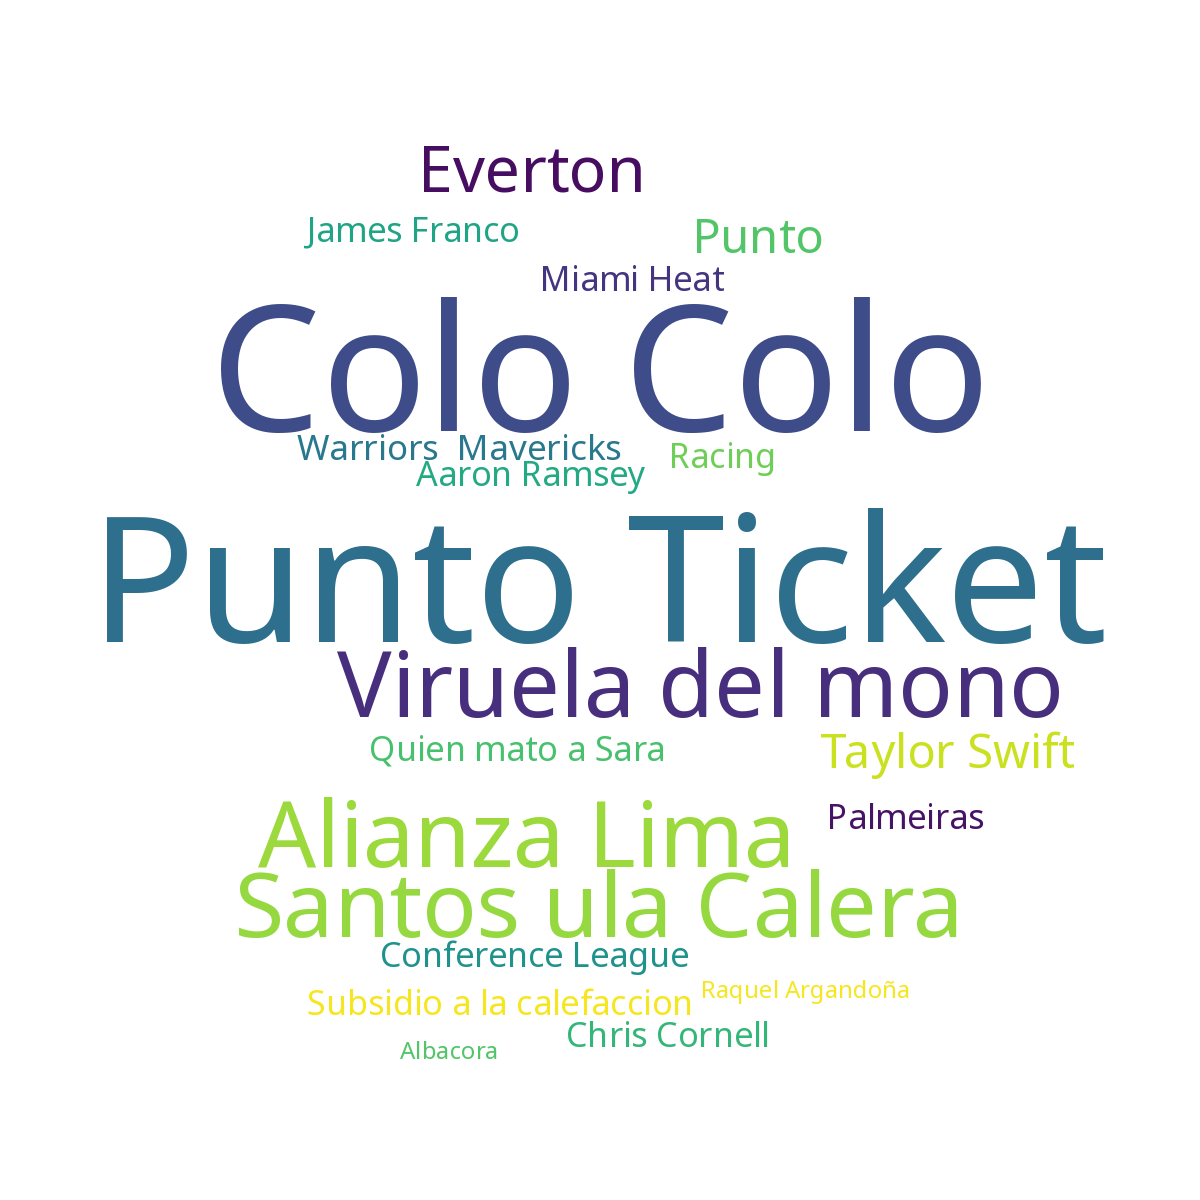 Everton
James Franco
Punto
Miami Heat
Colo Colo
Warriors  Mavericks
Racing
Aaron Ramsey
Punto Ticket
Viruela del mono
Quien mato a Sara
Taylor Swift
Alianza Lima
Palmeiras
Santos ula Calera
Conference League
Raquel Argandoña
Subsidio a la calefaccion
Chris Cornell
Albacora